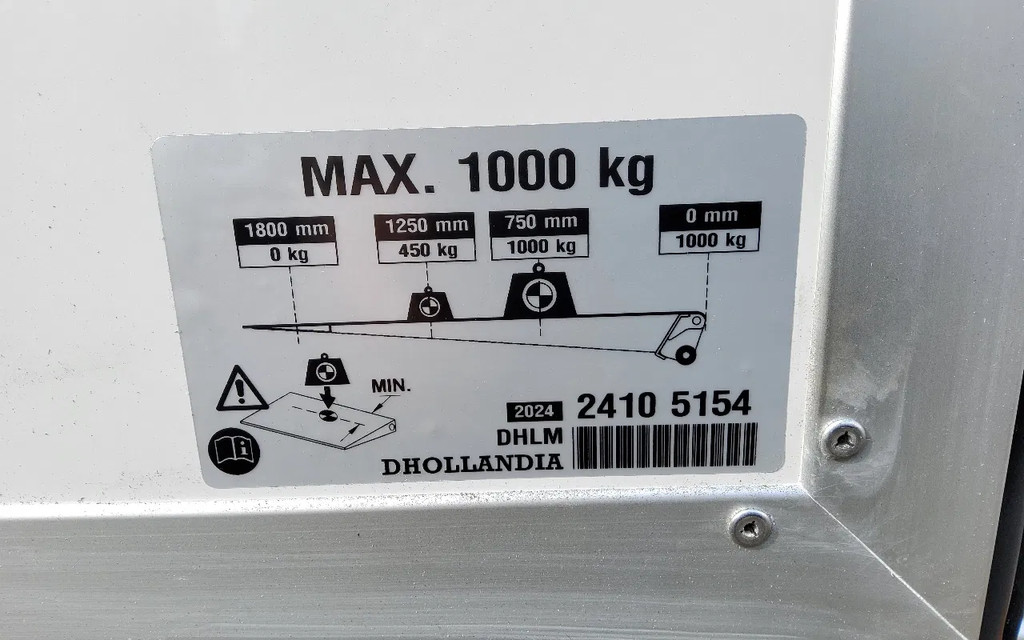 MAX. 1000 kg
1800 mm
0 kg
1250 mm
450 kg
750 mm
1000 kg
0 mm
1000 kg
MIN.
2024 2410 5154
DHLM
DHOLLANDIA